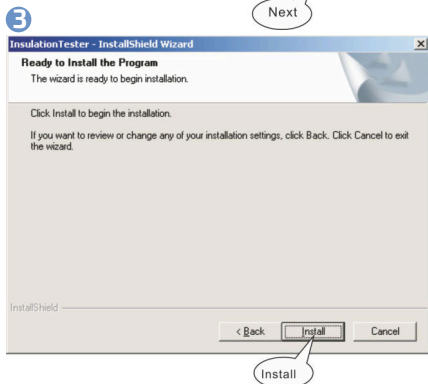 Next
3
InsulationTester - InstallShield Wizard
Ready to Install the Program
The wizard is ready to begin installation.
Click Install to begin the installation.
If you want to review or change any of your installation settings, click Back. Click Cancel to exit
the wizard.
InstallShield
< Back Install Cancel
Install